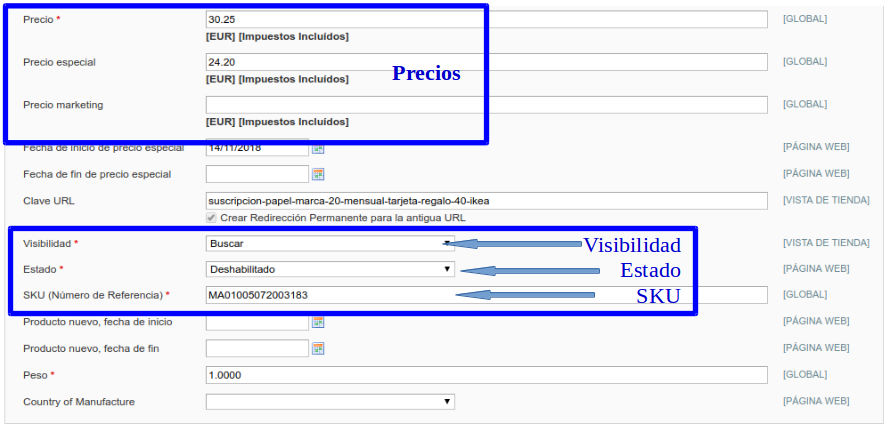 Precio * 30.25 [GLOBAL]
[EUR] [Impuestos Incluidos]
Precio especial 24.20 [GLOBAL]
[EUR] [Impuestos Incluidos]
Precios
Precio marketing [GLOBAL]
[EUR] [Impuestos Incluidos]
Fecha de inicio de precio especial 14/11/2018 [PÁGINA WEB]
Fecha de fin de precio especial [PÁGINA WEB]
Clave URL suscripcion-papel-marca-20-mensual-tarjeta-regalo-40-ikea [VISTA DE TIENDA]
Crear Redirección Permanente para la antigua URL
Visibilidad * Buscar Visibilidad [VISTA DE TIENDA]
Estado * Deshabilitado Estado [PÁGINA WEB]
SKU (Número de Referencia) * MA01005072003183 SKU [GLOBAL]
Producto nuevo, fecha de inicio [PÁGINA WEB]
Producto nuevo, fecha de fin [PÁGINA WEB]
Peso * 1.0000 [GLOBAL]
Country of Manufacture [PÁGINA WEB]